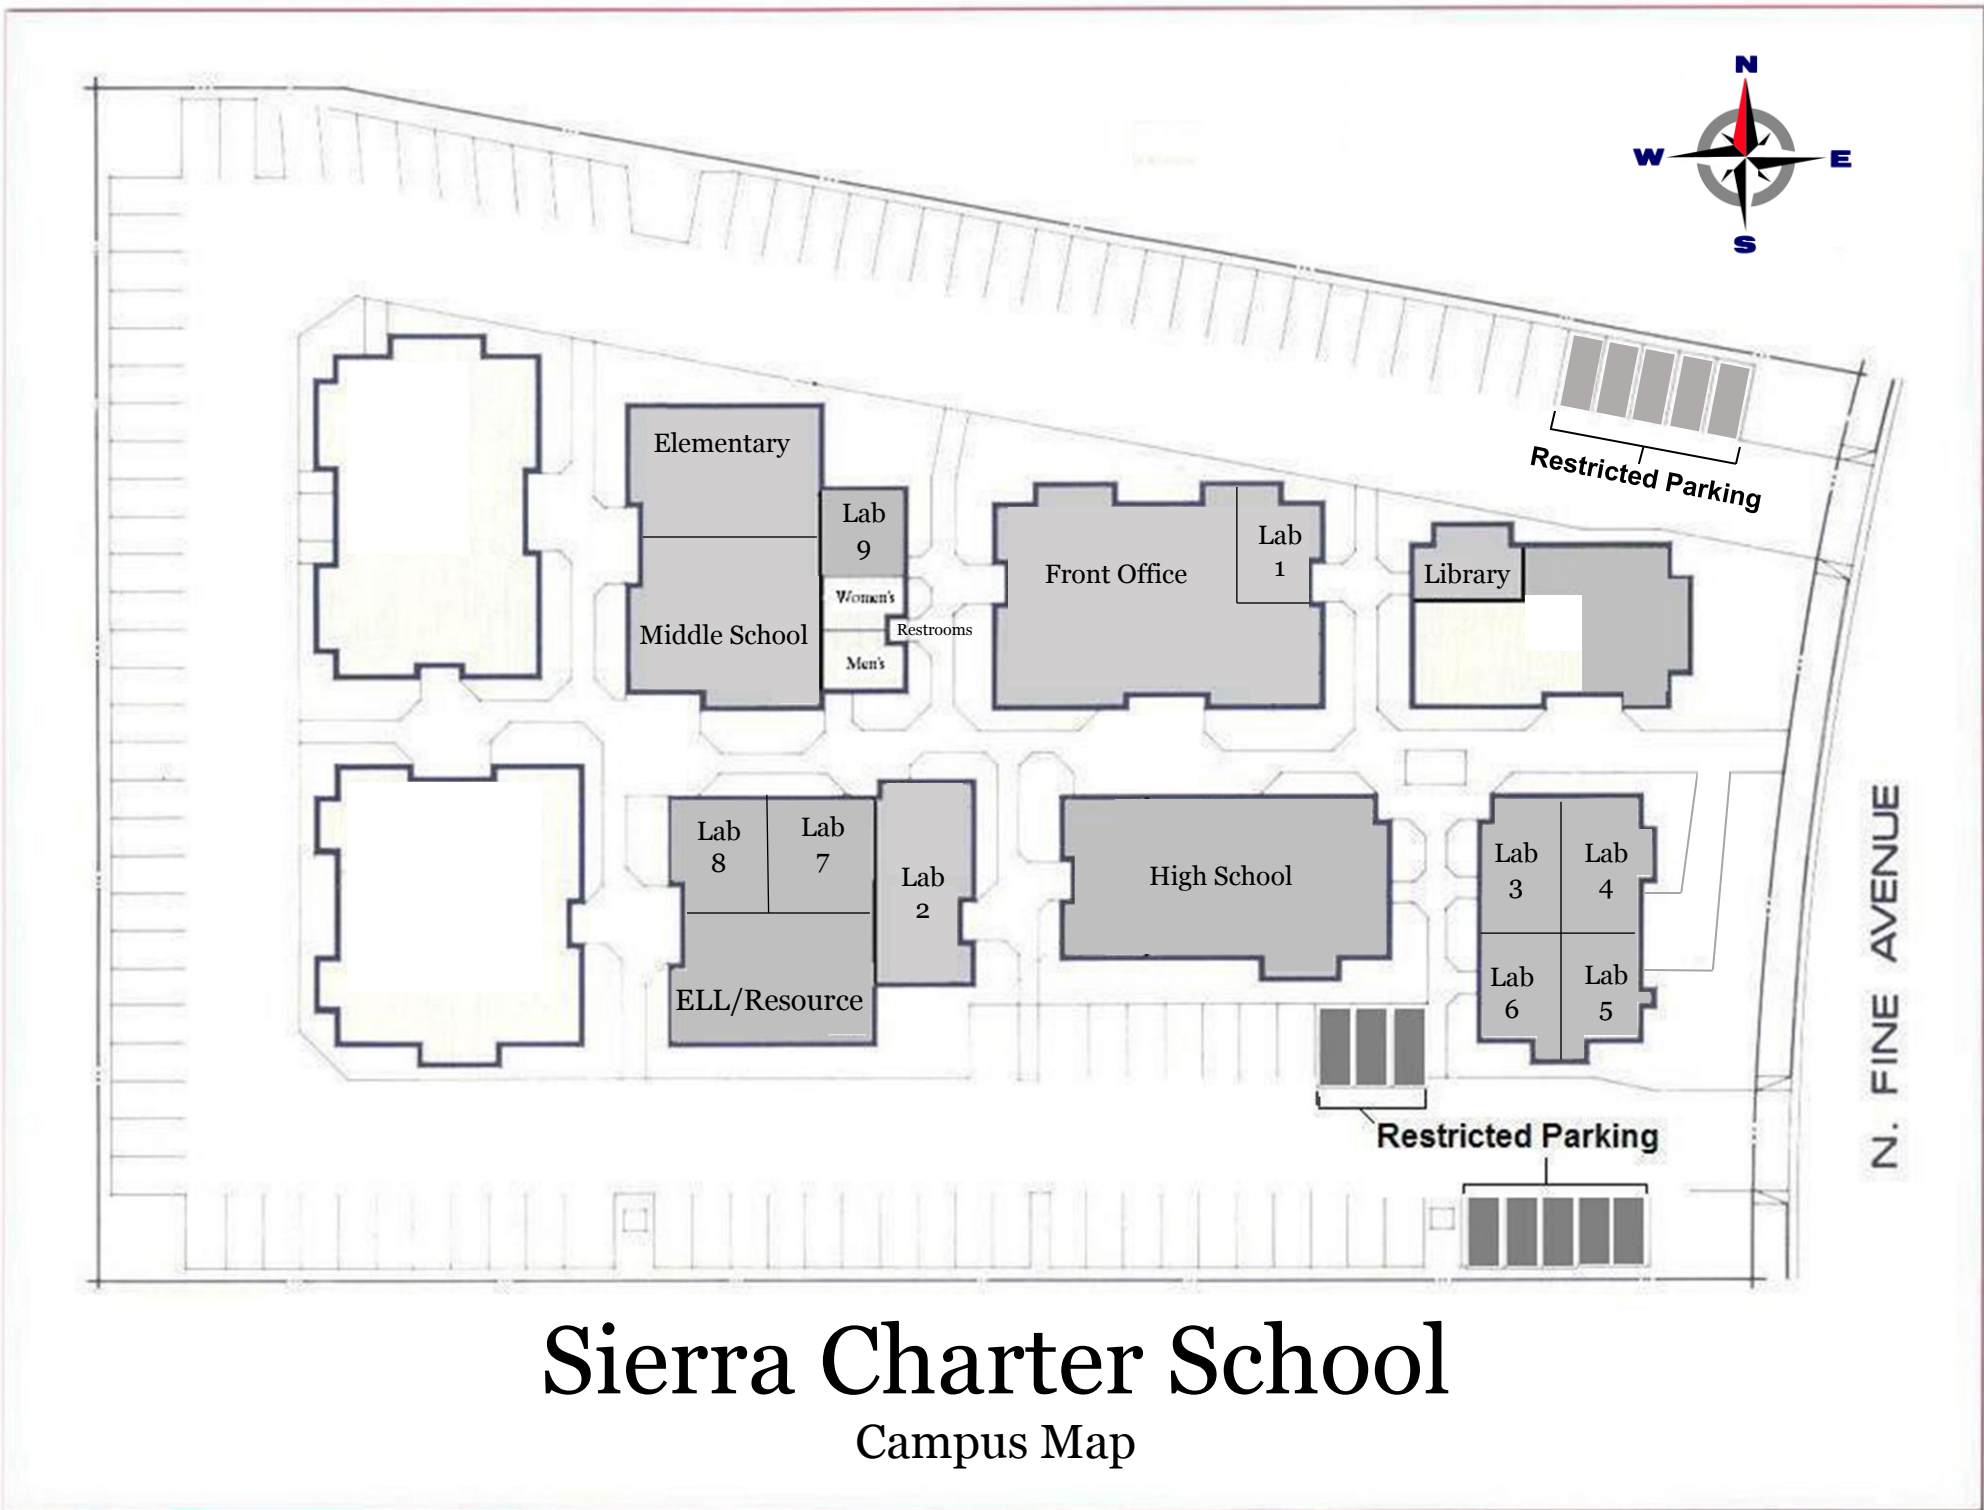 N
W
E
S
Restricted Parking
Elementary
Lab
9
Women's
Restrooms
Men's
Middle School
Front Office
Lab
1
Library
Lab
8
Lab
7
Lab
2
ELL/Resource
High School
Lab
3
Lab
4
Lab
6
Lab
5
Restricted Parking
N. FINE AVENUE
Sierra Charter School
Campus Map